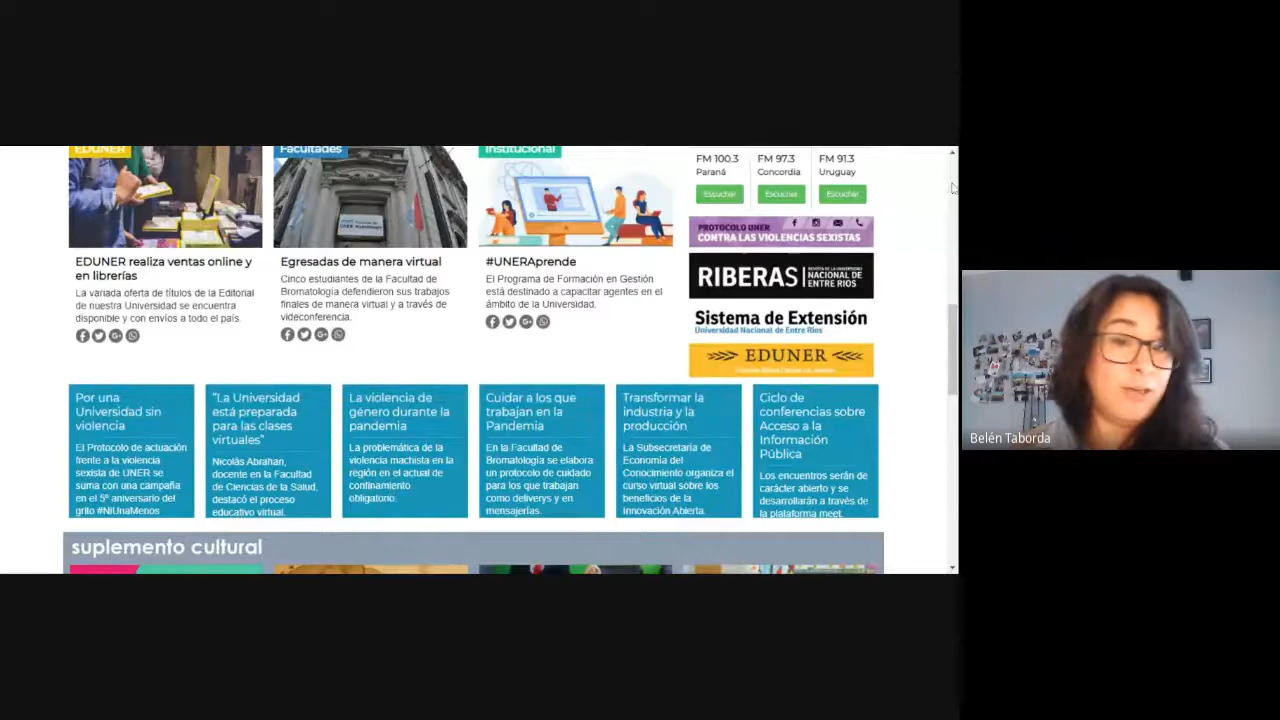 EDUNER
Facultades
Institucional
FM 100.3
Paraná
Escuchar
FM 97.3
Concordia
Escuchar
FM 91.3
Uruguay
Escuchar
PROTOCOLO UNER
CONTRA LAS VIOLENCIAS SEXISTAS
RIBERAS
NACIONAL DE
ENTRE RIOS
Sistema de Extensión
Universidad Nacional de Entre Ríos
EDUNER
EDUNER realiza ventas online y
en librerías
La variada oferta de títulos de la Editorial
de nuestra Universidad se encuentra
disponible y con envíos a todo el país.
Egresadas de manera virtual
Cinco estudiantes de la Facultad de
Bromatología defendieron sus trabajos
finales de manera virtual y a través de
videconferencia.
#UNERAprende
El Programa de Formación en Gestión
está destinado a capacitar agentes en el
ámbito de la Universidad.
Por una
Universidad sin
violencia
El Protocolo de actuación
frente a la violencia
sexista de UNER se
suma con una campaña
en el 5º aniversario del
grito #NiUnaMenos
"La Universidad
está preparada
para las clases
virtuales"
Nicolás Abrahan,
docente en la Facultad
de Ciencias de la Salud,
destacó el proceso
educativo virtual.
La violencia de
género durante la
pandemia
La problemática de la
violencia machista en la
región en el actual de
confinamiento
obligatorio.
Cuidar a los que
trabajan en la
Pandemia
En la Facultad de
Bromatología se elabora
un protocolo de cuidado
para los que trabajan
como deliverys y en
mensajerías.
Transformar la
industria y la
producción
La Subsecretaría de
Economía del
Conocimiento organiza el
curso virtual sobre los
beneficios de la
Innovación Abierta.
Ciclo de
conferencias sobre
Acceso a la
Información
Pública
Los encuentros serán de
carácter abierto y se
desarrollarán a través de
la plataforma meet.
suplemento cultural
Belén Taborda